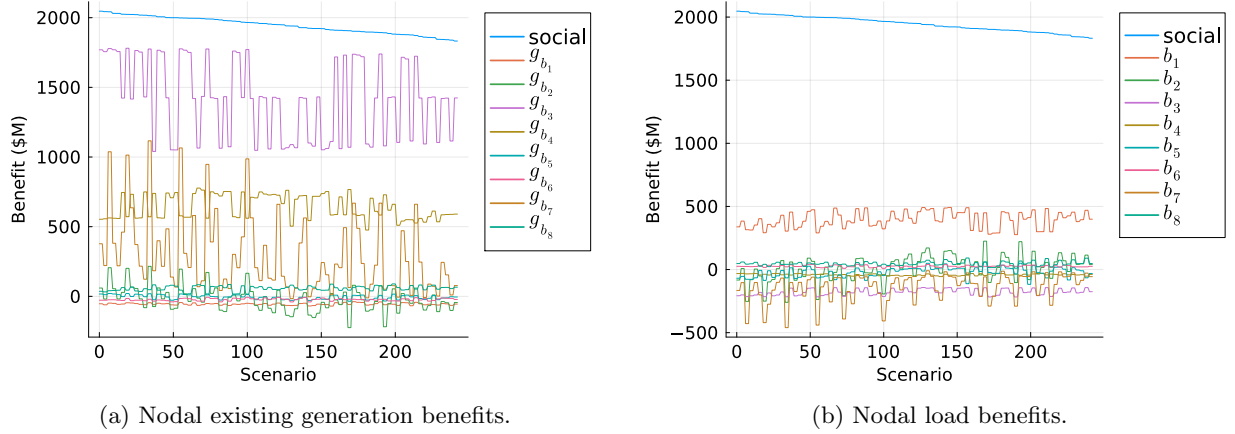 2000
1500
1000
500
0
Benefit ($M)
0
50
100
150
200
Scenario
social
g_{b_1}
g_{b_2}
g_{b_3}
g_{b_4}
g_{b_5}
g_{b_6}
g_{b_7}
g_{b_8}
(a) Nodal existing generation benefits.
2000
1500
1000
500
0
−500
Benefit ($M)
0
50
100
150
200
Scenario
social
b_1
b_2
b_3
b_4
b_5
b_6
b_7
b_8
(b) Nodal load benefits.